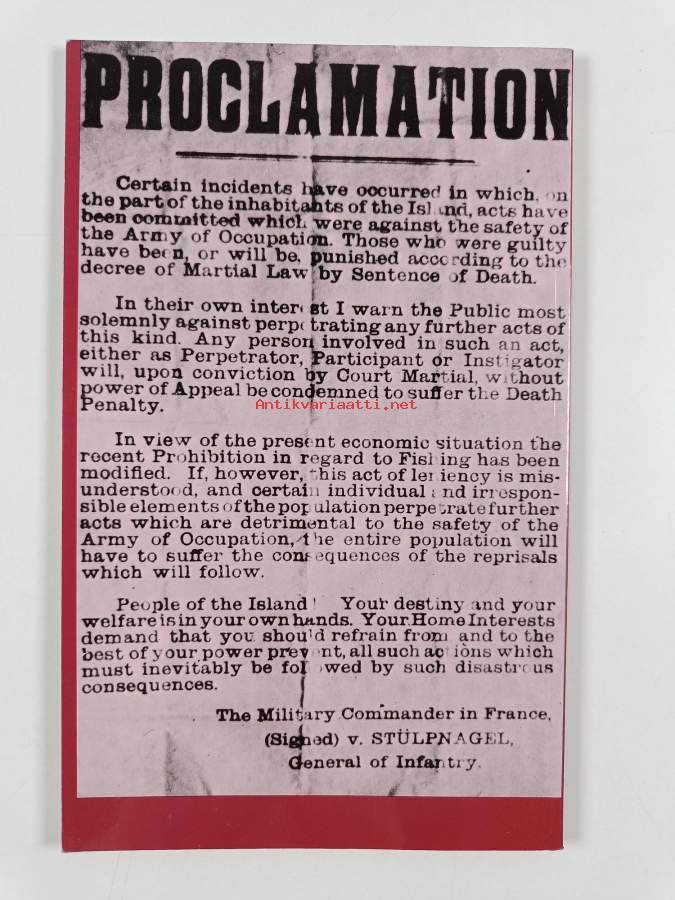 PROCLAMATION
Certain incidents have occurred in which, on
the part of the inhabitants of the Island, acts have
been committed which were against the safety of
the Army of Occupation. Those who were guilty
have been, or will be, punished according to the
decree of Martial Law by Sentence of Death.
In their own interest I warn the Public most
solemnly against perpetrating any further acts of
this kind. Any person involved in such an act,
either as Perpetrator, Participant or Instigator
will, upon conviction by Court Martial, without
power of Appeal be condemned to suffer the Death
Penalty.
Antikvariaatti.net
In view of the present economic situation the
recent Prohibition in regard to Fishing has been
modified. If, however, this act of leniency is mis-
understood, and certain individual and irrespon-
sible elements of the population perpetrate further
acts which are detrimental to the safety of the
Army of Occupation, the entire population will
have to suffer the consequences of the reprisals
which will follow.
People of the Island! Your destiny and your
welfare is in your own hands. Your Home Interests
demand that you should refrain from, and to the
best of your power prevent, all such actions which
must inevitably be followed by such disastrous
consequences.
The Military Commander in France,
(Signed) v. STÜLPNAGEL,
General of Infantry.